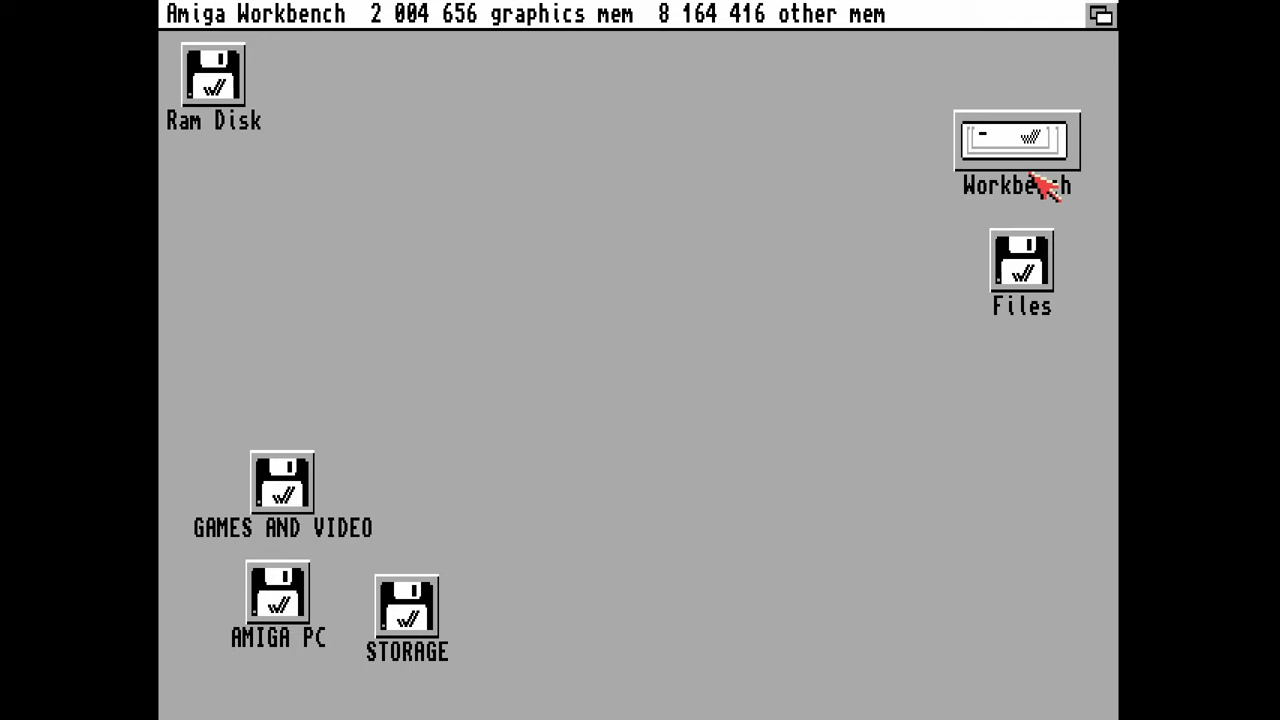 Amiga Workbench 2 004 656 graphics mem 8 164 416 other mem
Ram Disk
Workbench
Files
GAMES AND VIDEO
AMIGA PC
STORAGE